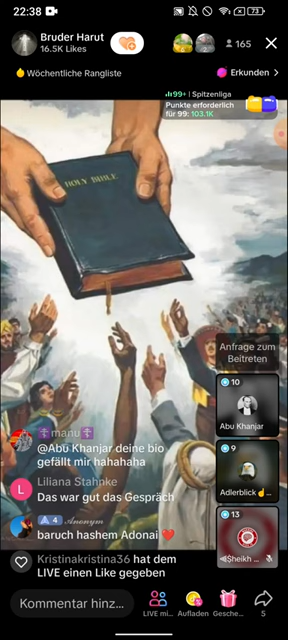 22:38
73
Bruder Harut
16.5K Likes
165
Wöchentliche Rangliste
Erkunden >
99+ | Spitzenliga
Punkte erforderlich
für 99: 103.1K
HOLY BIBLE
Anfrage zum
Beitreten
10
Abu Khanjar
9
Adlerblick
13
Sheikh ...
manu
@Abu Khanjar deine bio
gefällt mir hahahaha
L
Liliana Stahnke
Das war gut das Gespräch
4 Anonym
baruch hashem Adonai ❤️
Kristinakristina36 hat dem
LIVE einen Like gegeben
Kommentar hinz...
LIVE mi...
Aufladen
Gesche...
5